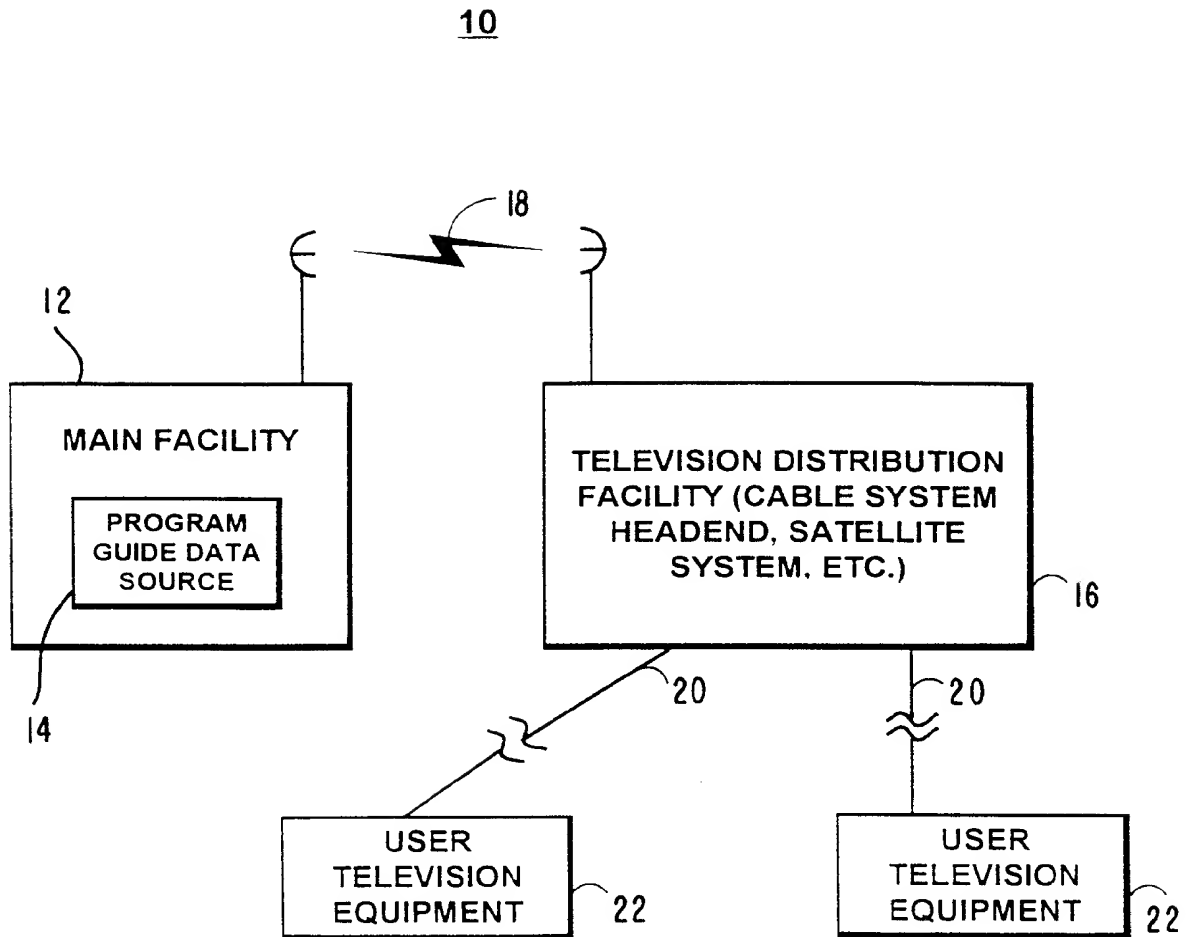 10
18
12
MAIN FACILITY
PROGRAM
GUIDE DATA
SOURCE
14
TELEVISION DISTRIBUTION
FACILITY (CABLE SYSTEM
HEADEND, SATELLITE
SYSTEM, ETC.)
16
20
20
USER
TELEVISION
EQUIPMENT
22
USER
TELEVISION
EQUIPMENT
22